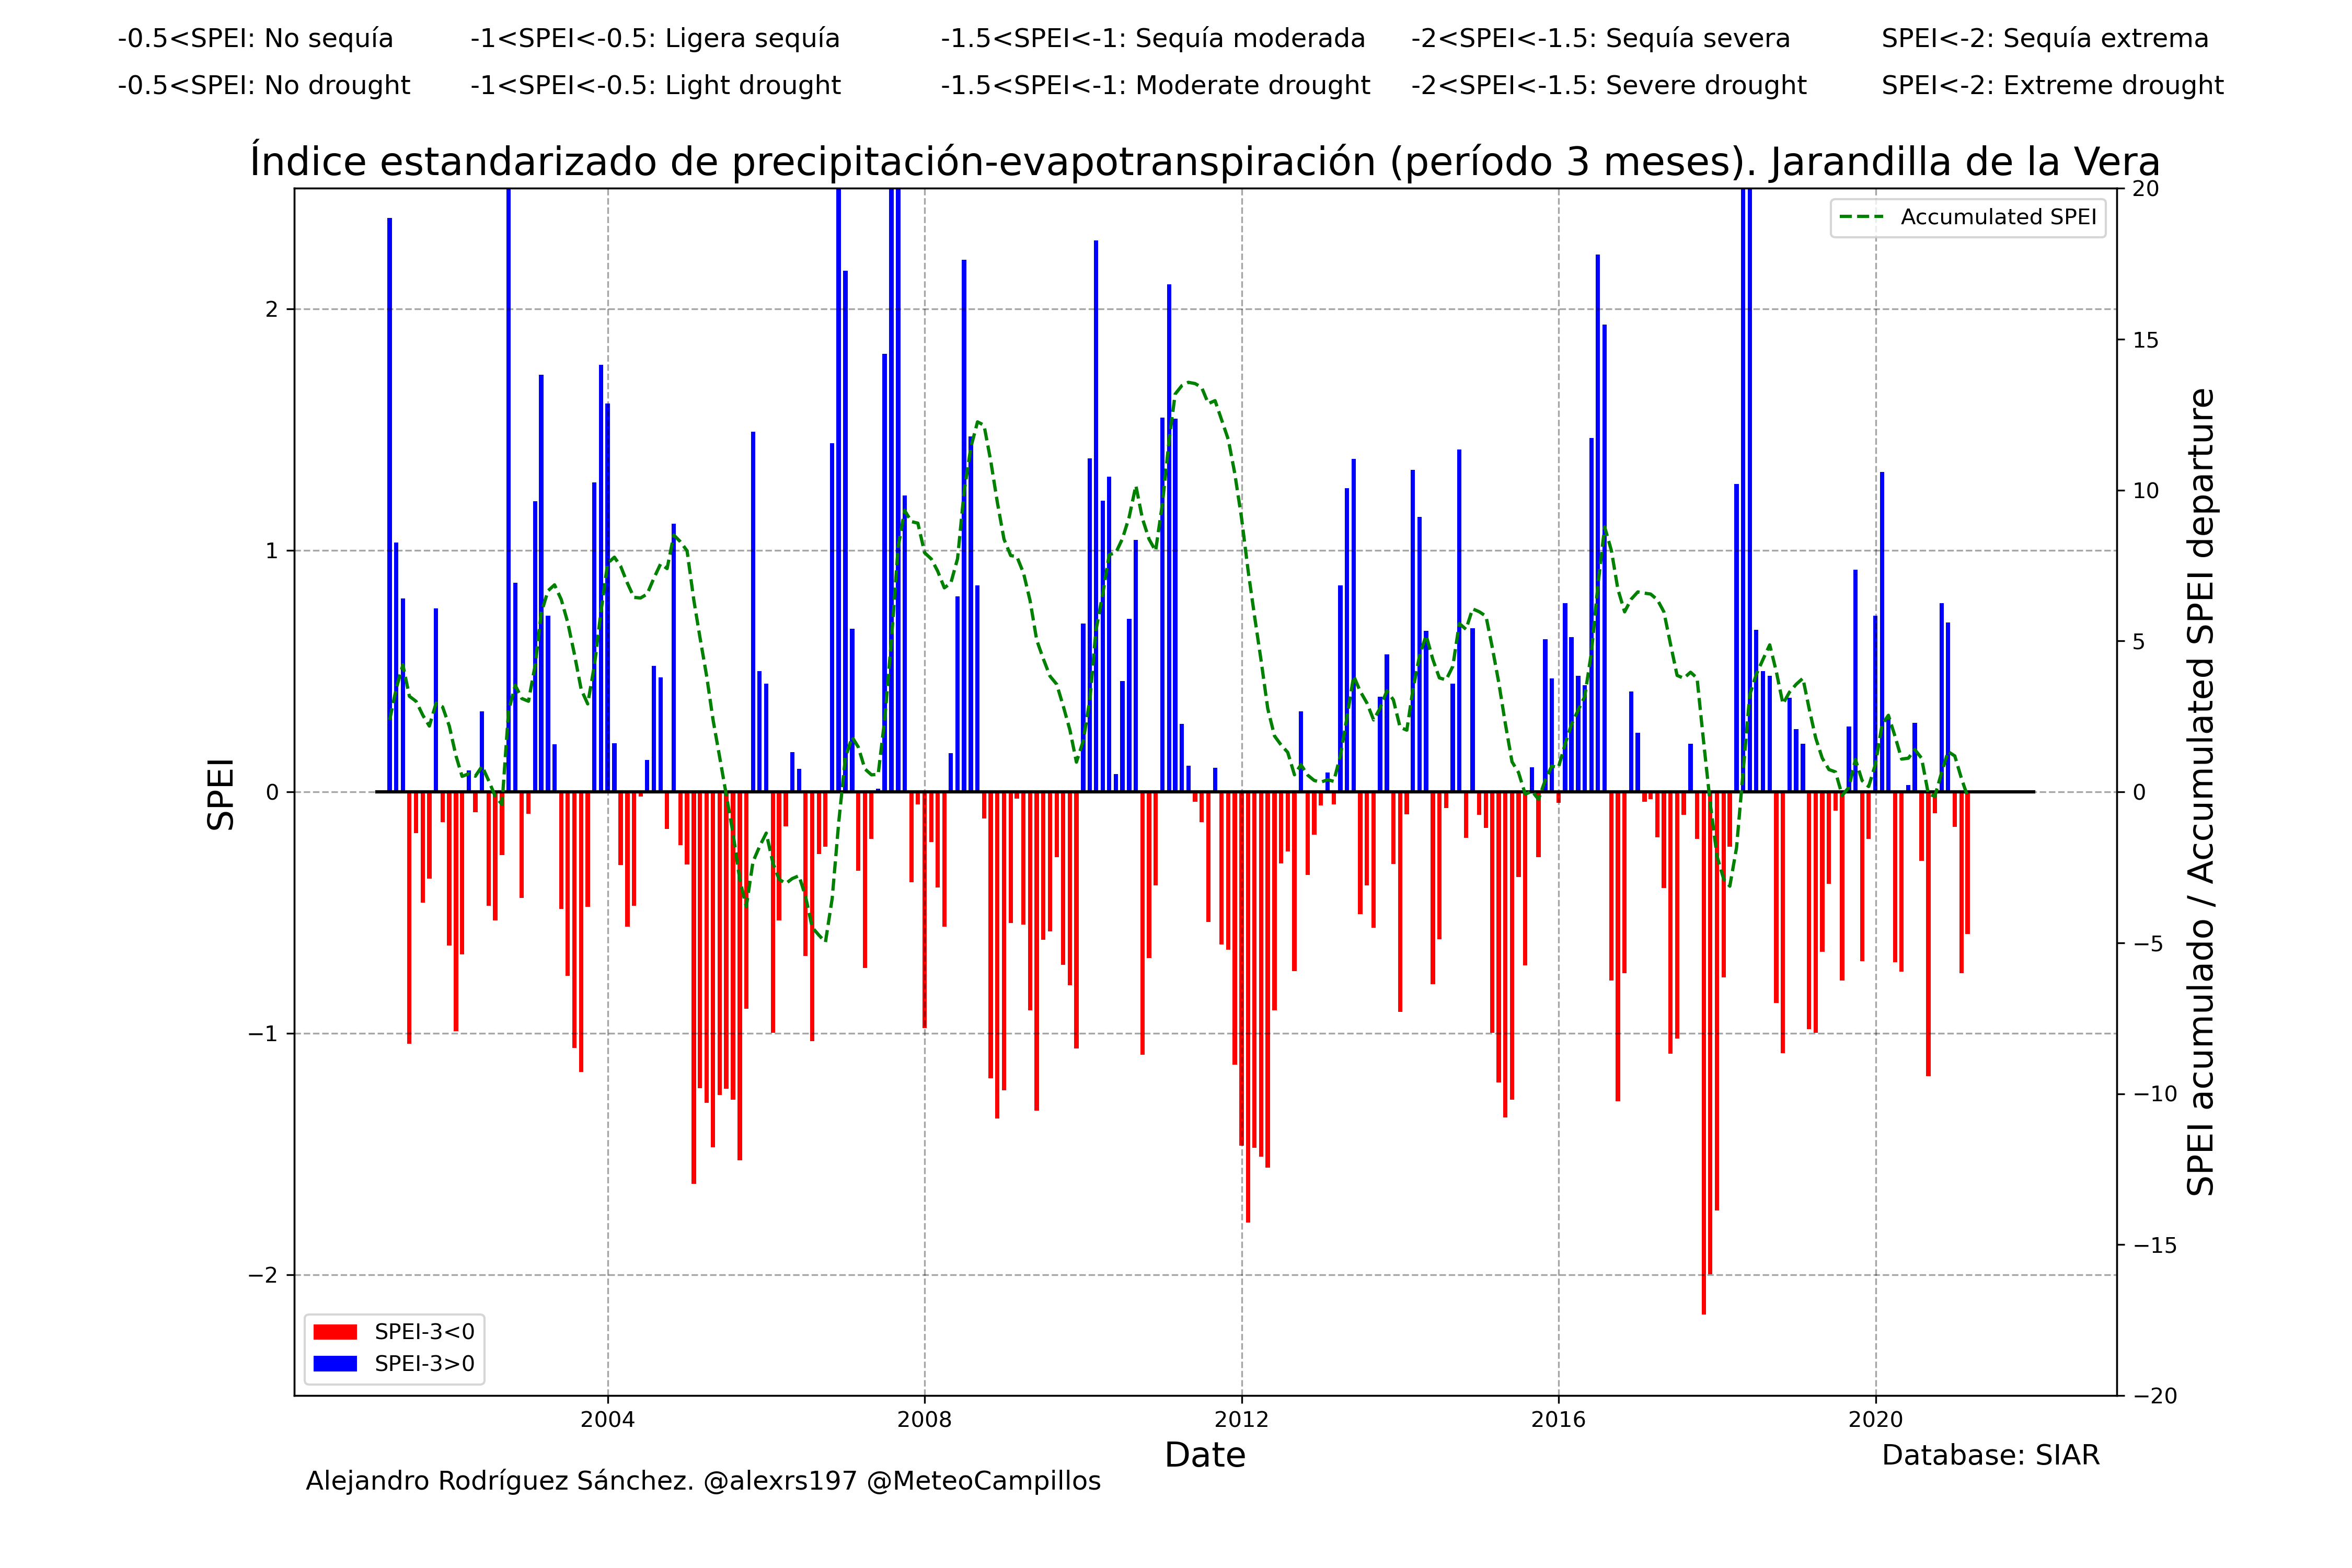 -0.5<SPEI: No sequía -1<SPEI<-0.5: Ligera sequía -1.5<SPEI<-1: Sequía moderada -2<SPEI<-1.5: Sequía severa SPEI<-2: Sequía extrema
-0.5<SPEI: No drought -1<SPEI<-0.5: Light drought -1.5<SPEI<-1: Moderate drought -2<SPEI<-1.5: Severe drought SPEI<-2: Extreme drought
Índice estandarizado de precipitación-evapotranspiración (período 3 meses). Jarandilla de la Vera
Accumulated SPEI
2
1
0
−1
−2
SPEI
20
15
10
5
0
−5
−10
−15
−20
SPEI acumulado / Accumulated SPEI departure
SPEI-3<0
SPEI-3>0
2004 2008 2012 2016 2020
Date
Database: SIAR
Alejandro Rodríguez Sánchez. @alexrs197 @MeteoCampillos